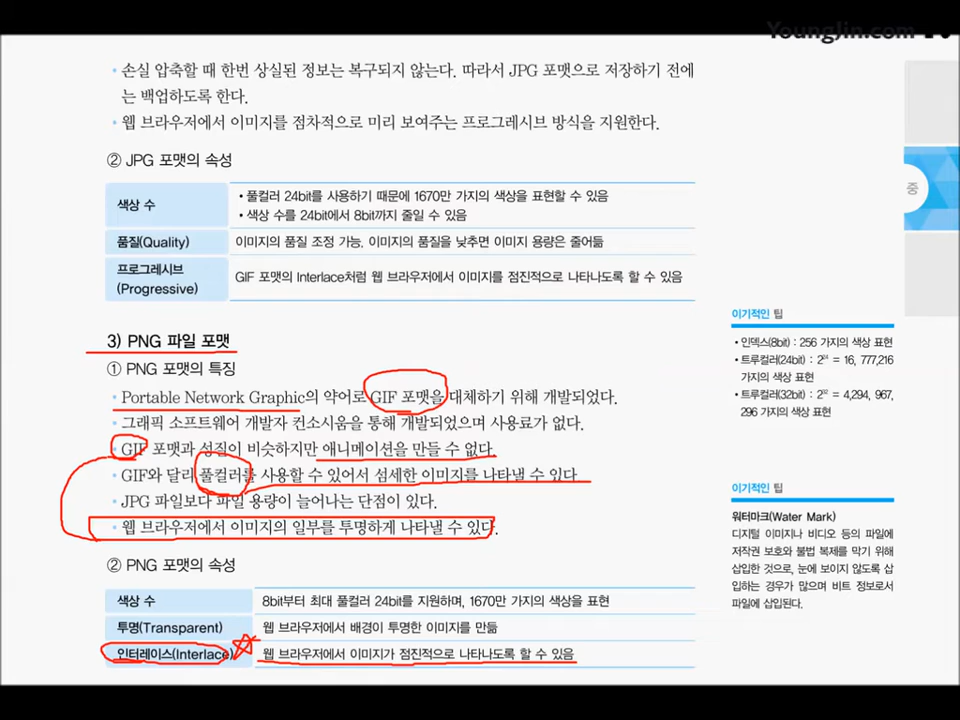 YoungJin.com
• 손실 압축할 때 한번 상실된 정보는 복구되지 않는다. 따라서 JPG 포맷으로 저장하기 전에
는 백업하도록 한다.
• 웹 브라우저에서 이미지를 점차적으로 미리 보여주는 프로그레시브 방식을 지원한다.
② JPG 포맷의 속성
색상 수
• 풀컬러 24bit를 사용하기 때문에 1670만 가지의 색상을 표현할 수 있음
• 색상 수를 24bit에서 8bit까지 줄일 수 있음
품질(Quality) 이미지의 품질 조정 가능. 이미지의 품질을 낮추면 이미지 용량은 줄어듦
프로그레시브
(Progressive)
GIF 포맷의 Interlace처럼 웹 브라우저에서 이미지를 점진적으로 나타나도록 할 수 있음
3) PNG 파일 포맷
① PNG 포맷의 특징
• Portable Network Graphic의 약어로 GIF 포맷을 대체하기 위해 개발되었다.
• 그래픽 소프트웨어 개발자 컨소시움을 통해 개발되었으며 사용료가 없다.
• GIF 포맷과 성질이 비슷하지만 애니메이션을 만들 수 없다.
• GIF와 달리 풀컬러를 사용할 수 있어서 섬세한 이미지를 나타낼 수 있다.
• JPG 파일보다 파일 용량이 늘어나는 단점이 있다.
• 웹 브라우저에서 이미지의 일부를 투명하게 나타낼 수 있다.
② PNG 포맷의 속성
색상 수 8bit부터 최대 풀컬러 24bit를 지원하며, 1670만 가지의 색상을 표현
투명(Transparent) 웹 브라우저에서 배경이 투명한 이미지를 만듦
인터레이스(Interlace) 웹 브라우저에서 이미지가 점진적으로 나타나도록 할 수 있음
중
이기적인 팁
• 인덱스(8bit) : 256 가지의 색상 표현
• 트루컬러(24bit) : 2²⁴ = 16, 777,216
가지의 색상 표현
• 트루컬러(32bit) : 2³² = 4,294, 967,
296 가지의 색상 표현
이기적인 팁
워터마크(Water Mark)
디지털 이미지나 비디오 등의 파일에
저작권 보호와 불법 복제를 막기 위해
삽입한 것으로, 눈에 보이지 않도록 삽
입하는 경우가 많으며 비트 정보로서
파일에 삽입된다.